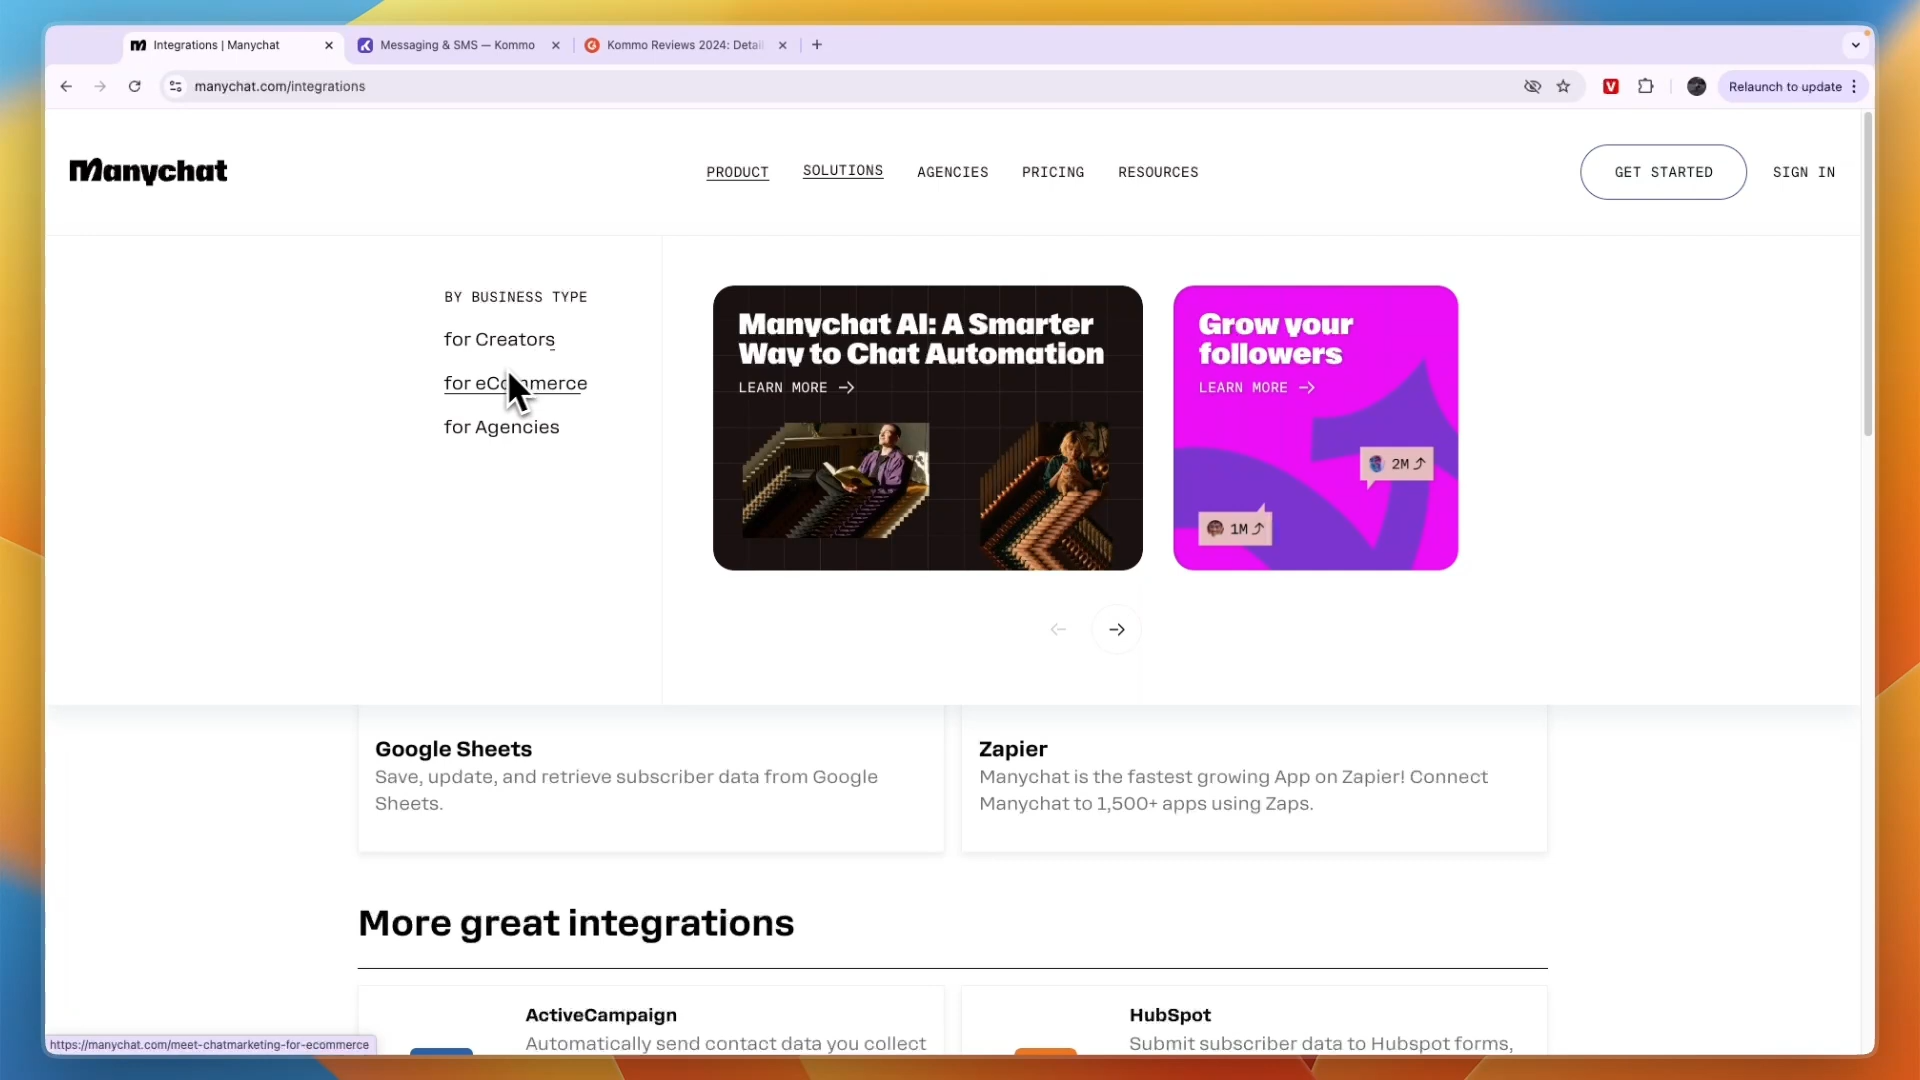 Integrations | Manychat
Messaging & SMS — Kommo
Kommo Reviews 2024: Detail
manychat.com/integrations
Relaunch to update
Manychat
PRODUCT
SOLUTIONS
AGENCIES
PRICING
RESOURCES
GET STARTED
SIGN IN
BY BUSINESS TYPE
for Creators
for eCommerce
for Agencies
Manychat AI: A Smarter
Way to Chat Automation
LEARN MORE
Grow your
followers
LEARN MORE
2M
1M
Google Sheets
Save, update, and retrieve subscriber data from Google
Sheets.
Zapier
Manychat is the fastest growing App on Zapier! Connect
Manychat to 1,500+ apps using Zaps.
More great integrations
ActiveCampaign
Automatically send contact data you collect
HubSpot
Submit subscriber data to Hubspot forms,
https://manychat.com/meet-chatmarketing-for-ecommerce